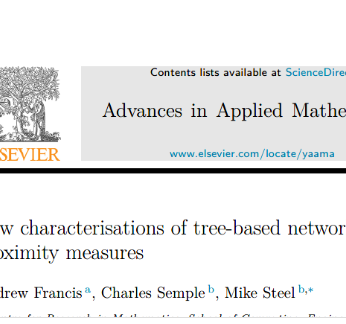 Contents lists available at ScienceDirec
Advances in Applied Mathe
SEVIER
www.elsevier.com/locate/yaama
w characterisations of tree-based networ
oximity measures
drew Francis a, Charles Semple b, Mike Steel b,*